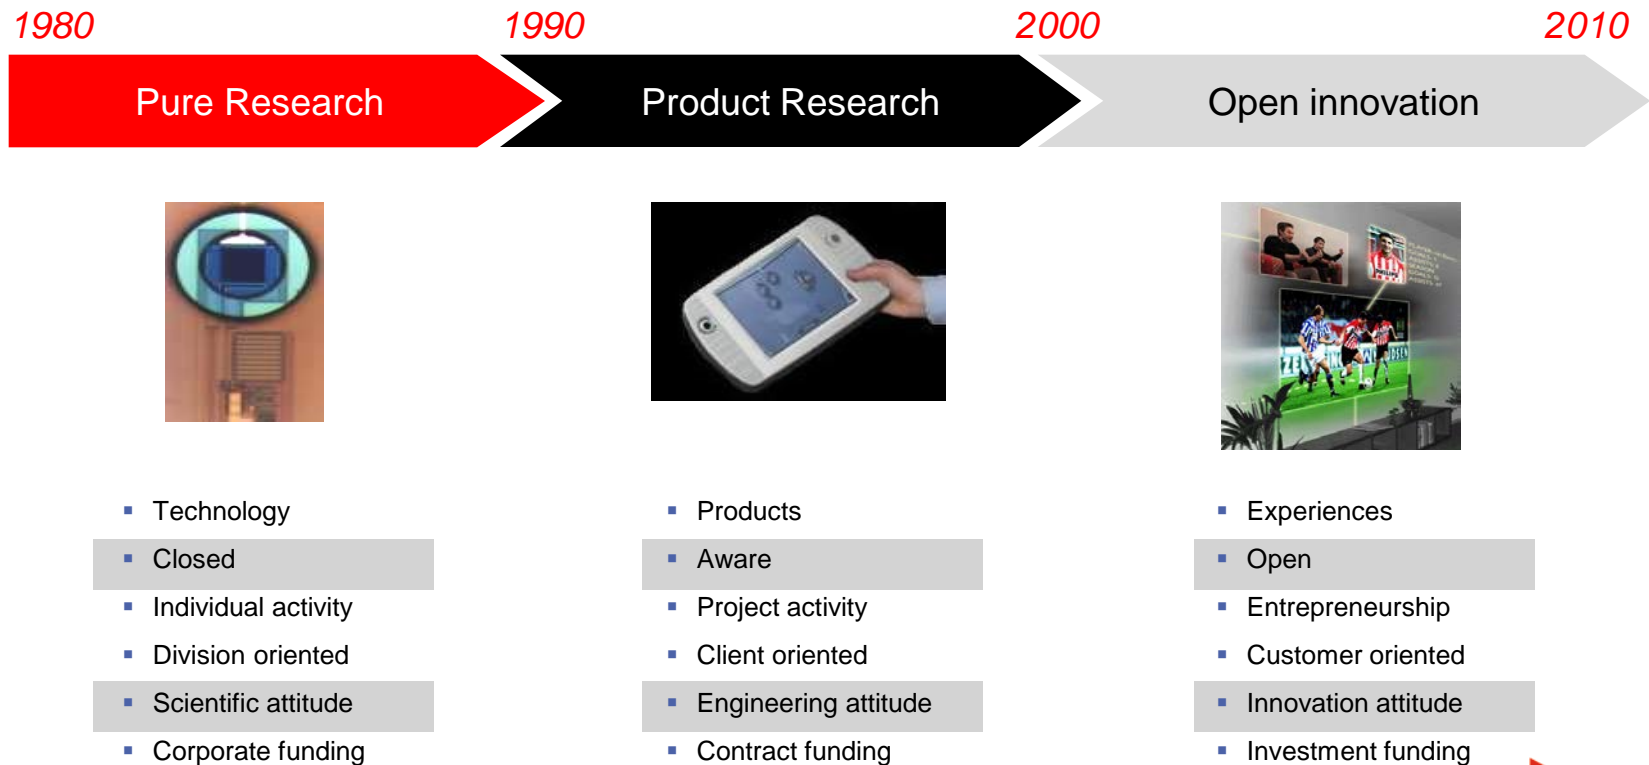 1980 1990 2000 2010
Pure Research Product Research Open innovation
PHILIPS
Technology
Closed
Individual activity
Division oriented
Scientific attitude
Corporate funding
Products
Aware
Project activity
Client oriented
Engineering attitude
Contract funding
Experiences
Open
Entrepreneurship
Customer oriented
Innovation attitude
Investment funding